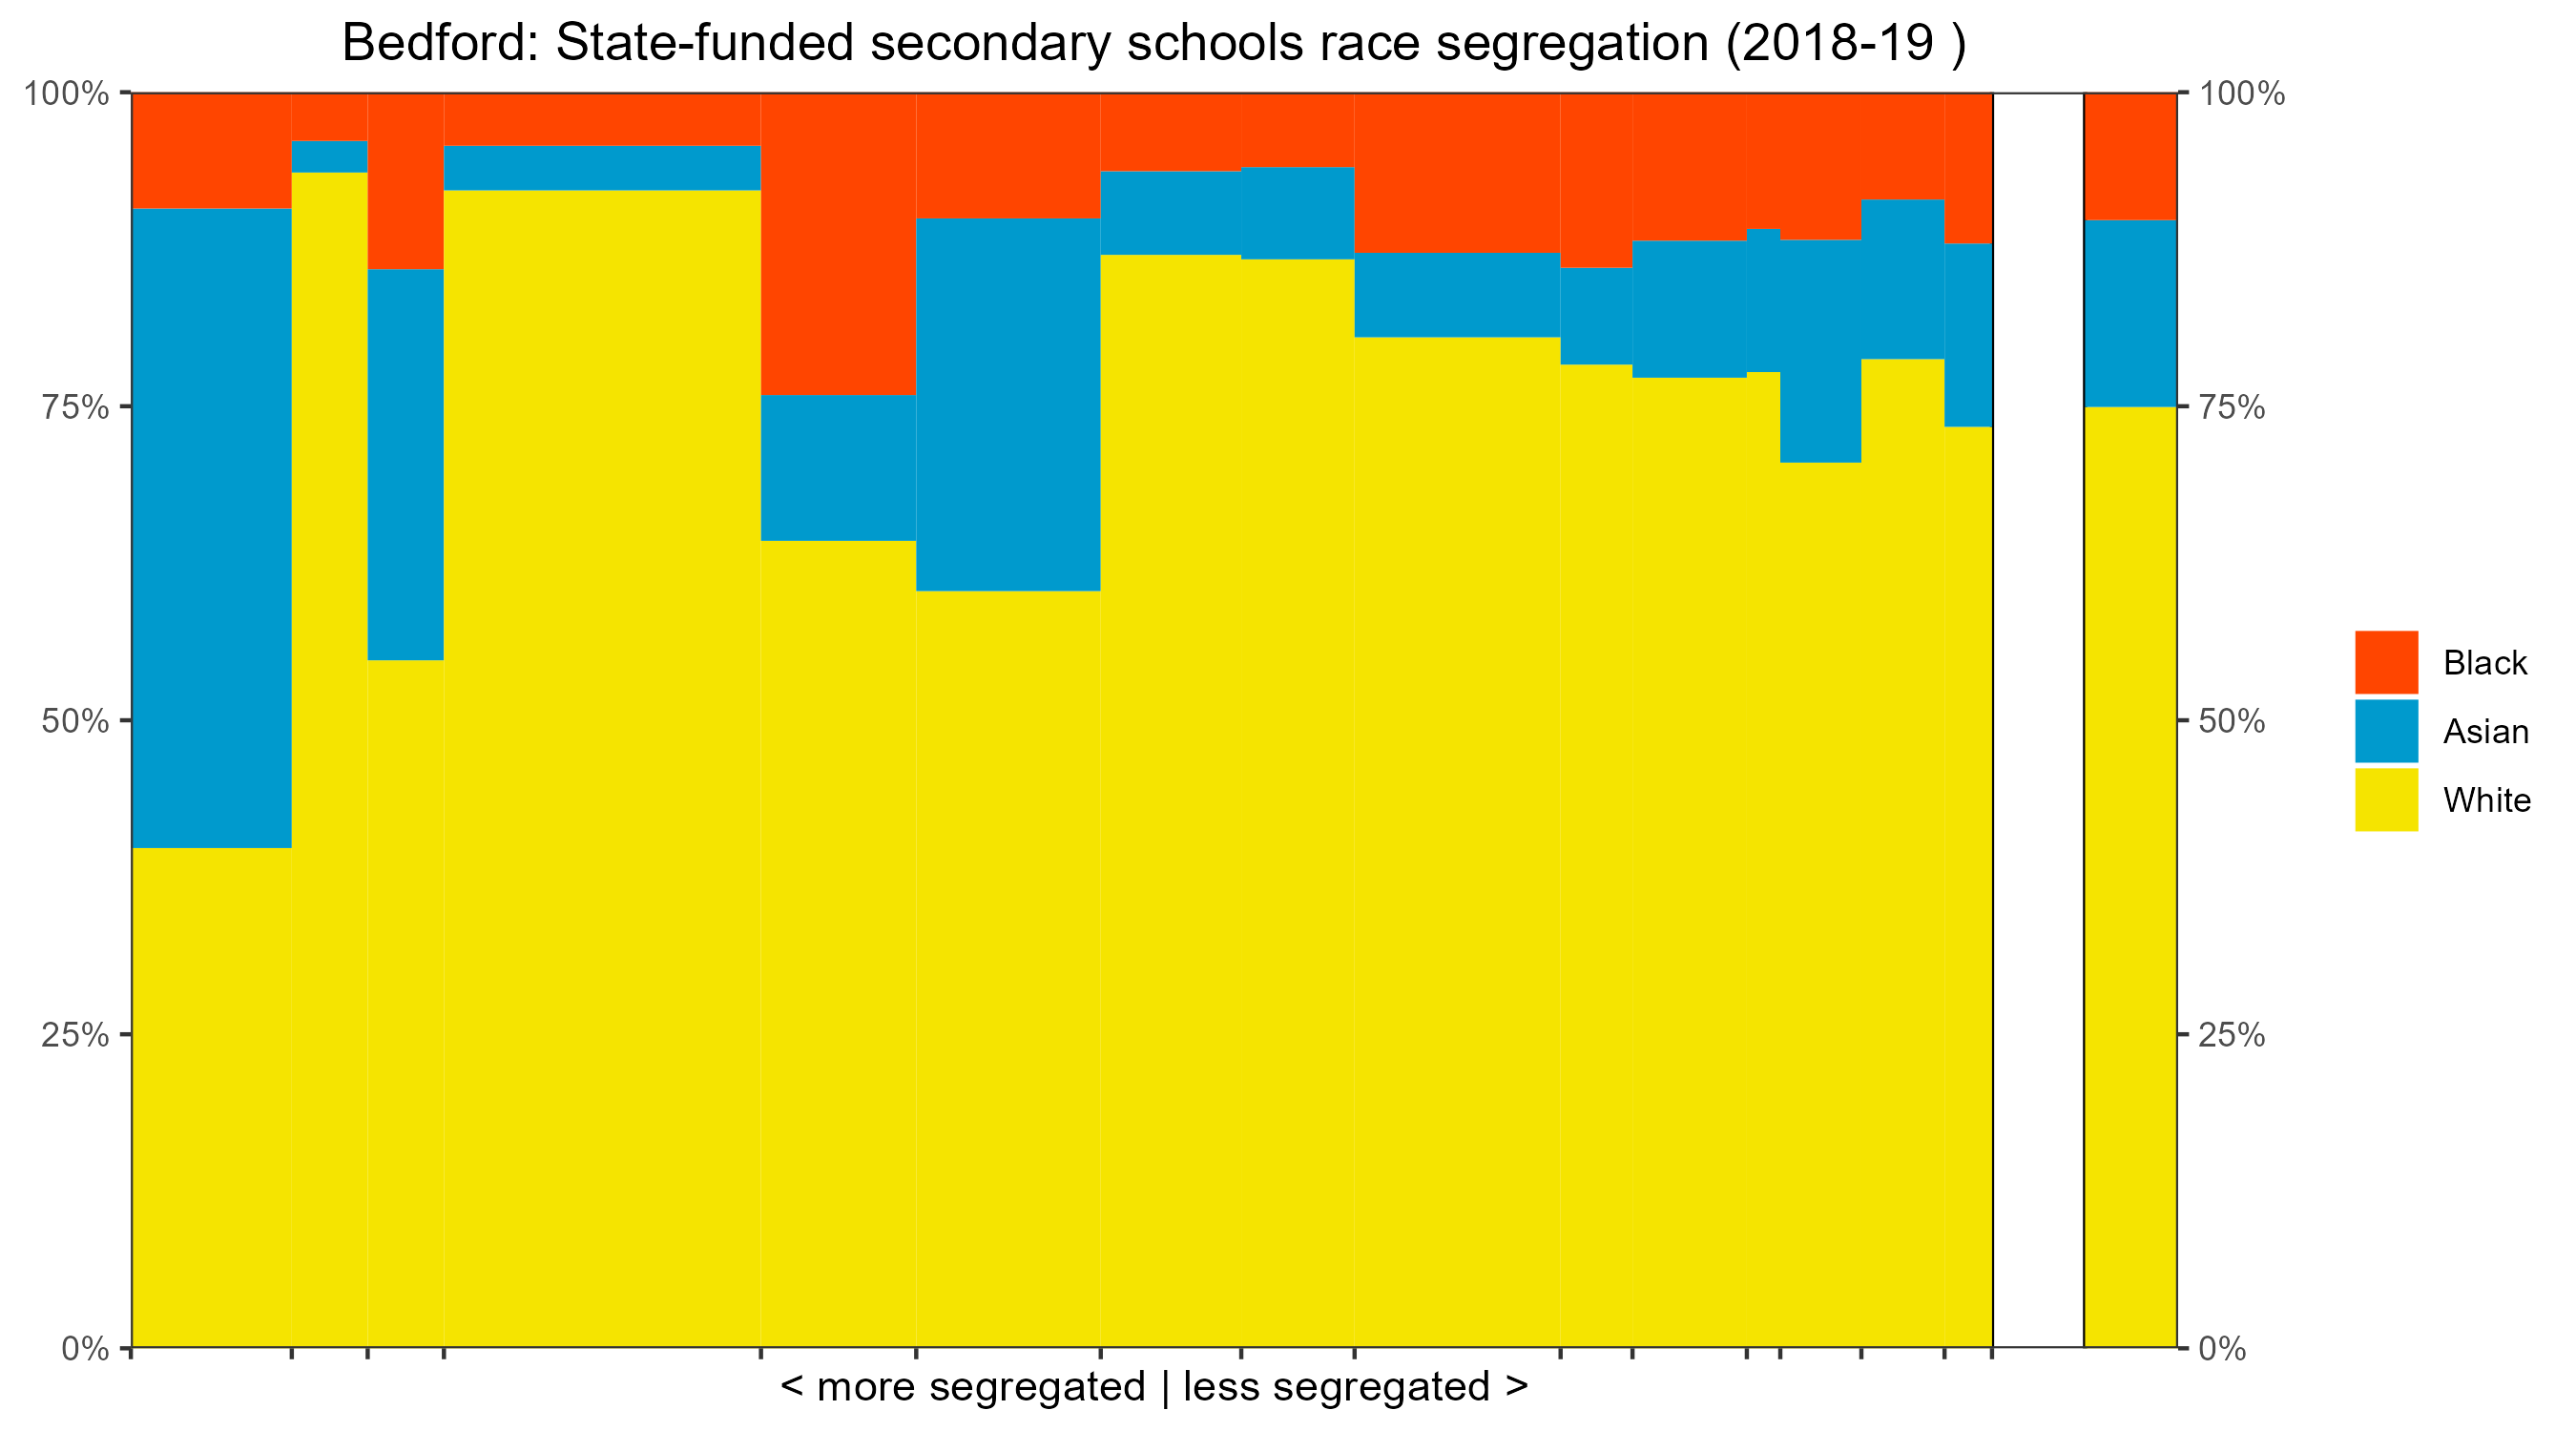 Bedford: State-funded secondary schools race segregation (2018-19 )
100%
75%
50%
25%
0%
100%
75%
50%
25%
0%
Black
Asian
White
< more segregated | less segregated >